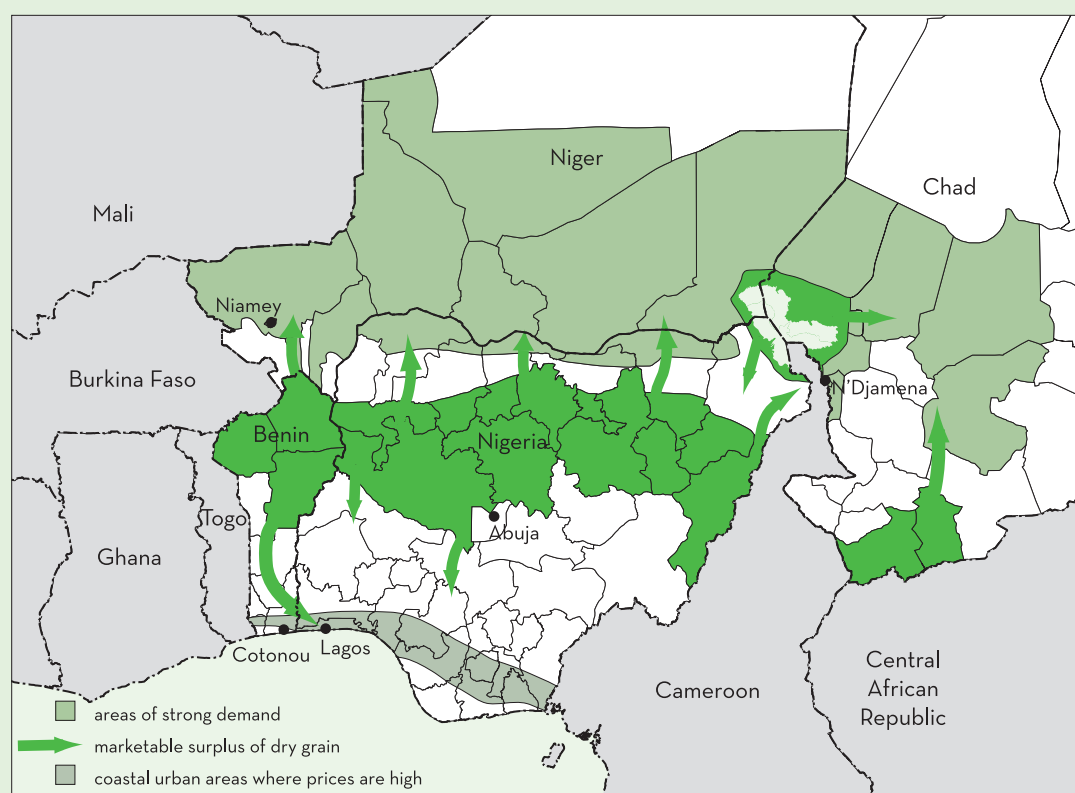 Niger
Chad
Mali
Niamey
Burkina Faso
N'Djamena
Benin
Nigeria
Togo
Abuja
Ghana
Cotonou
Lagos
Cameroon
Central
African
Republic
areas of strong demand
marketable surplus of dry grain
coastal urban areas where prices are high